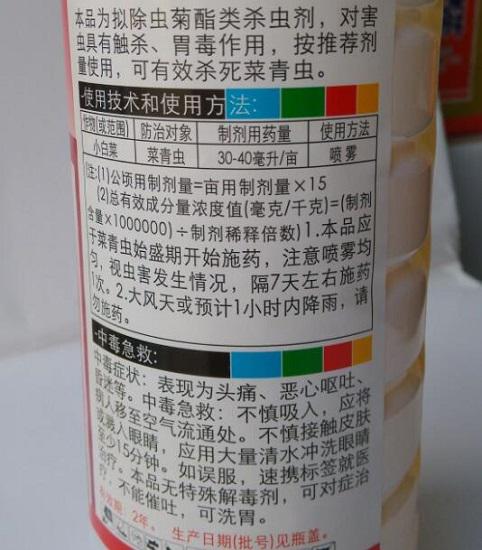 本品为拟除虫菊酯类杀虫剂，对害
虫具有触杀、胃毒作用，按推荐剂
量使用，可有效杀死菜青虫。
·使用技术和使用方法：
作物(或范围) 防治对象 制剂用药量 使用方法
小白菜 菜青虫 30-40毫升/亩 喷雾
注：(1)公顷用制剂量=亩用制剂量×15
(2)总有效成分量浓度值(毫克/千克)=(制剂
含量×1000000)÷制剂稀释倍数)1.本品应
于菜青虫始盛期开始施药，注意喷雾均
匀，视虫害发生情况，隔7天左右施药
1次。2.大风天或预计1小时内降雨，请
勿施药。
·中毒急救：
中毒症状：表现为头痛、恶心呕吐、
昏迷等。中毒急救：不慎吸入，应将
病人移至空气流通处。不慎接触皮肤
或溅入眼睛，应用大量清水冲洗眼睛
至少15分钟。如误服，速携标签就医
治疗。本品无特殊解毒剂，可对症治
疗，不能催吐，可洗胃。
有效期：2年。 生产日期(批号)见瓶盖。